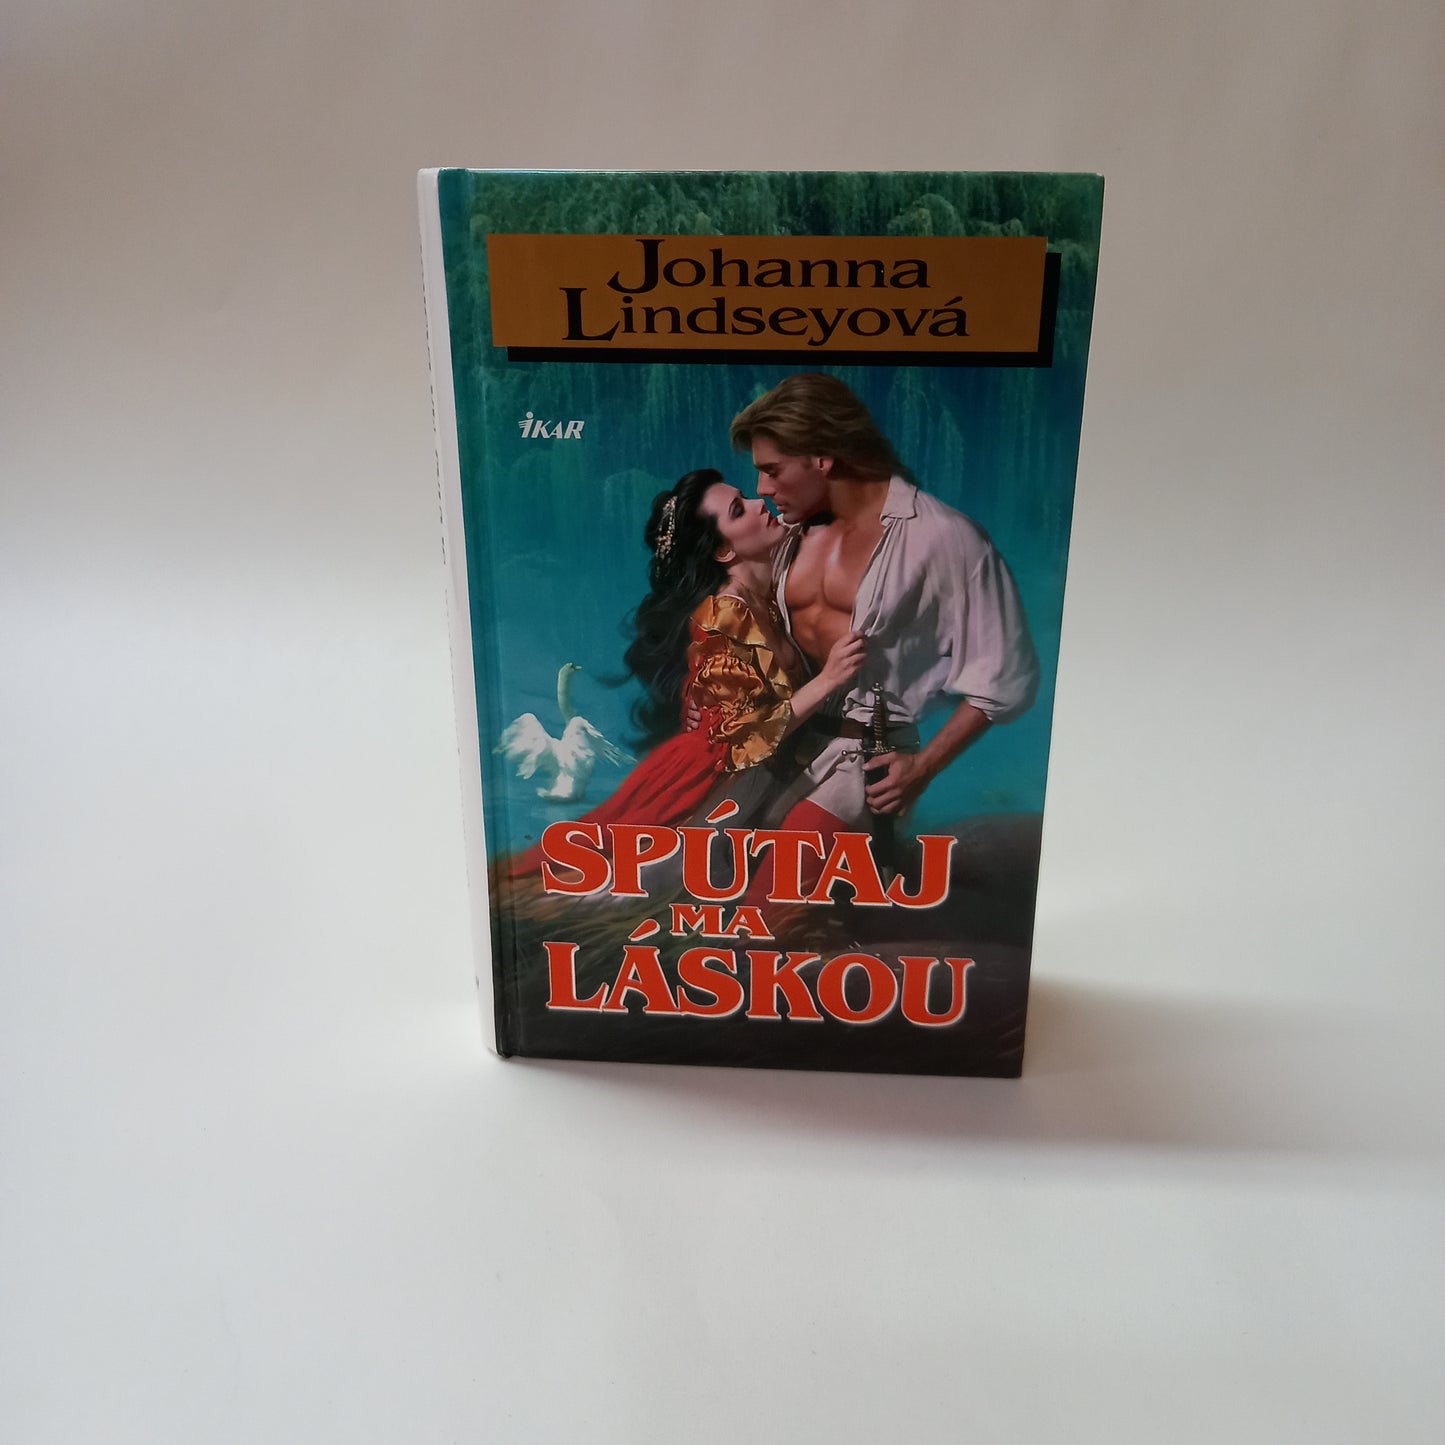 Johanna
Lindseyová
IKAR
SPÚTAJ
MA
LÁSKOU